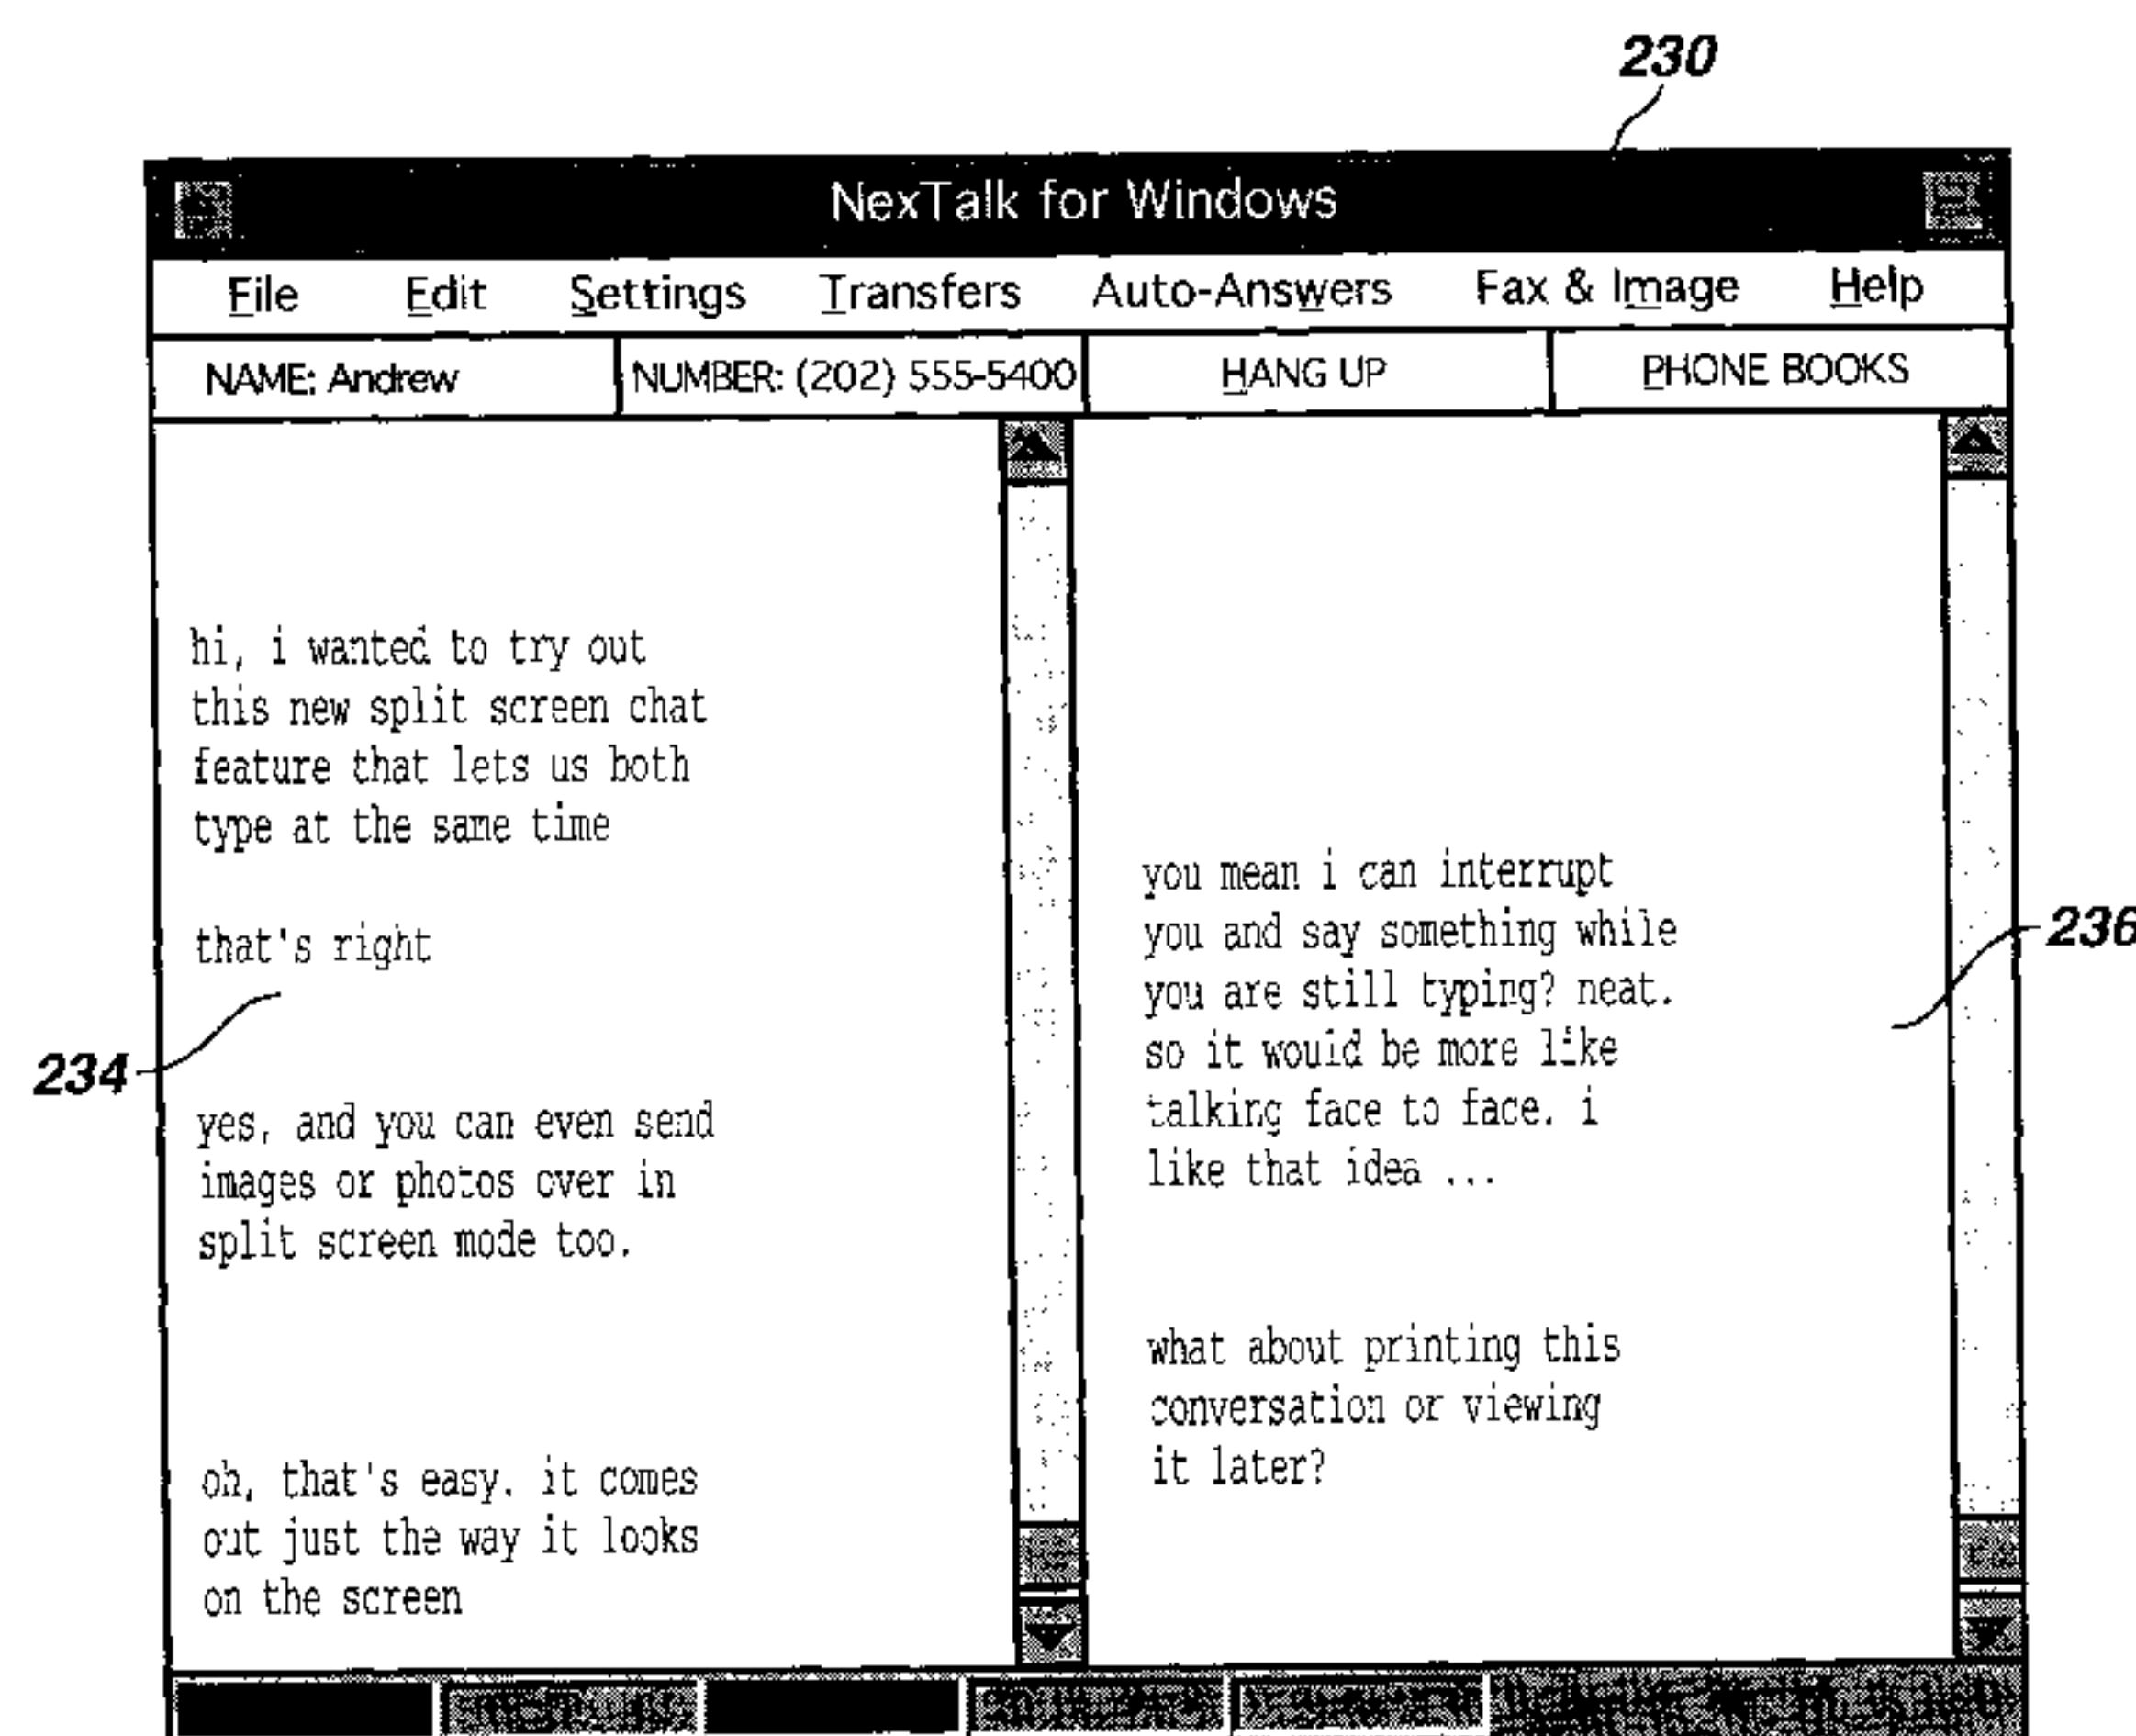 230
NexTalk for Windows
File Edit Settings Transfers Auto-Answers Fax & Image Help
NAME: Andrew NUMBER: (202) 555-5400 HANG UP PHONE BOOKS
hi, i wanted to try out
this new split screen chat
feature that lets us both
type at the same time
that's right
234
yes, and you can even send
images or photos over in
split screen mode too.
oh, that's easy. it comes
out just the way it looks
on the screen
you mean i can interrupt
you and say something while
you are still typing? neat.
so it would be more like
talking face to face. i
like that idea ...
236
what about printing this
conversation or viewing
it later?